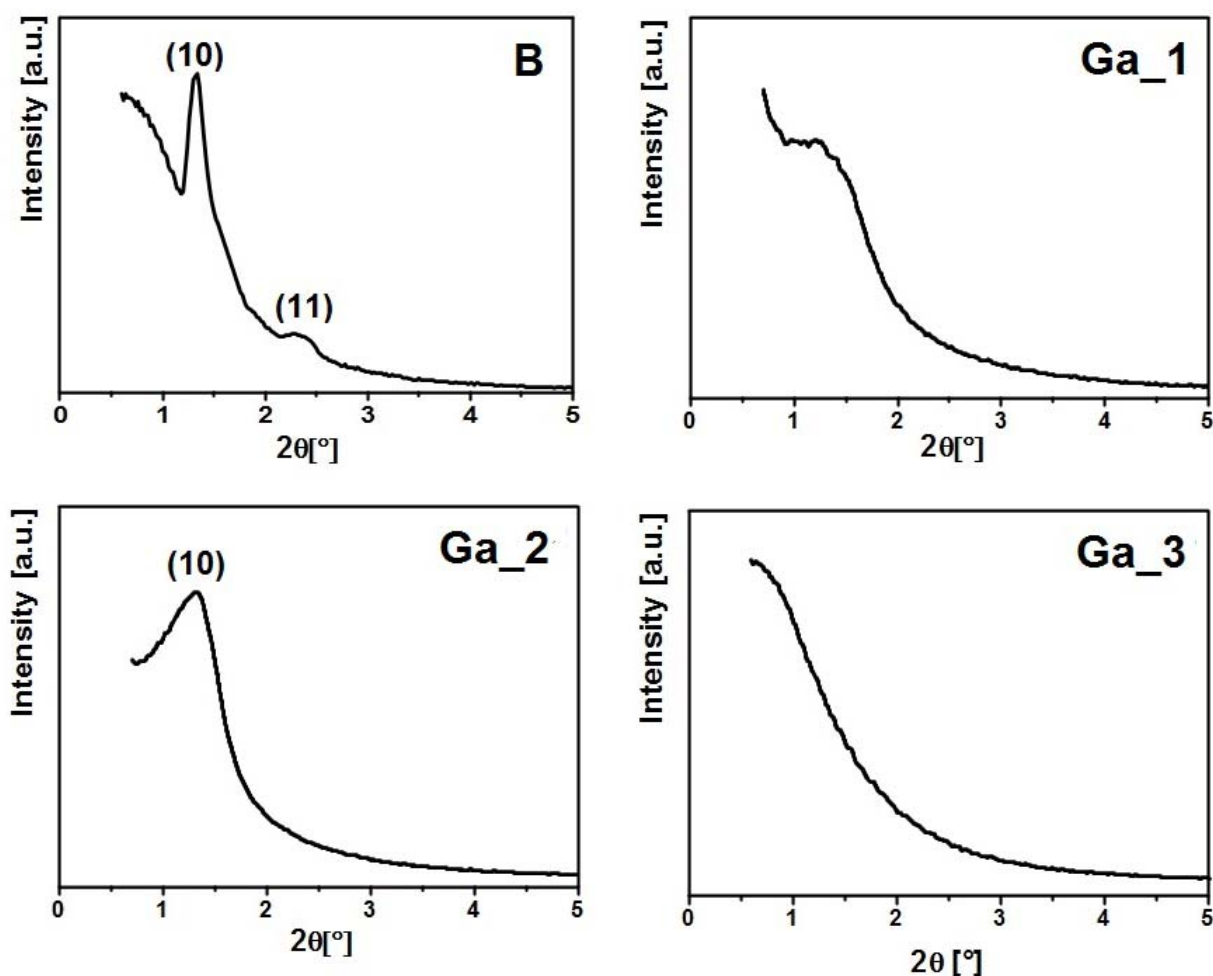 B
(10)
(11)
Intensity [a.u.]
0 1 2 3 4 5
2θ[°]
Ga_1
Intensity [a.u.]
0 1 2 3 4 5
2θ[°]
Ga_2
(10)
Intensity [a.u.]
0 1 2 3 4 5
2θ[°]
Ga_3
Intensity [a.u.]
0 1 2 3 4 5
2θ [°]